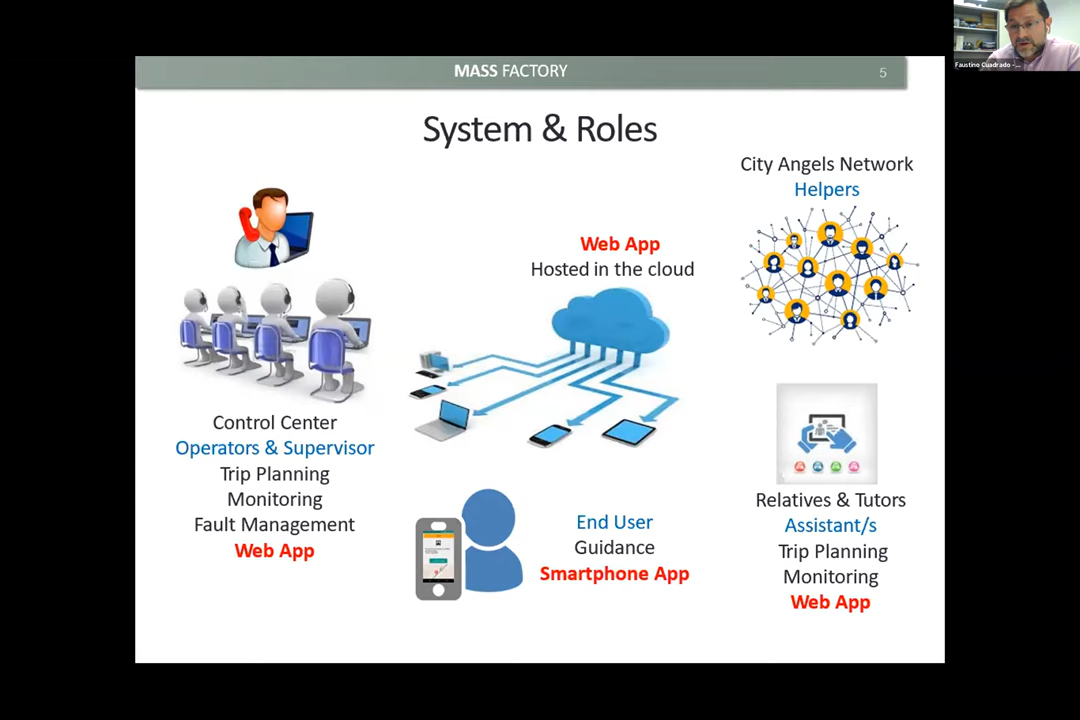 MASS FACTORY
5
System & Roles
Control Center
Operators & Supervisor
Trip Planning
Monitoring
Fault Management
Web App
Web App
Hosted in the cloud
End User
Guidance
Smartphone App
City Angels Network
Helpers
Relatives & Tutors
Assistant/s
Trip Planning
Monitoring
Web App
Faustino Cuadrado -...